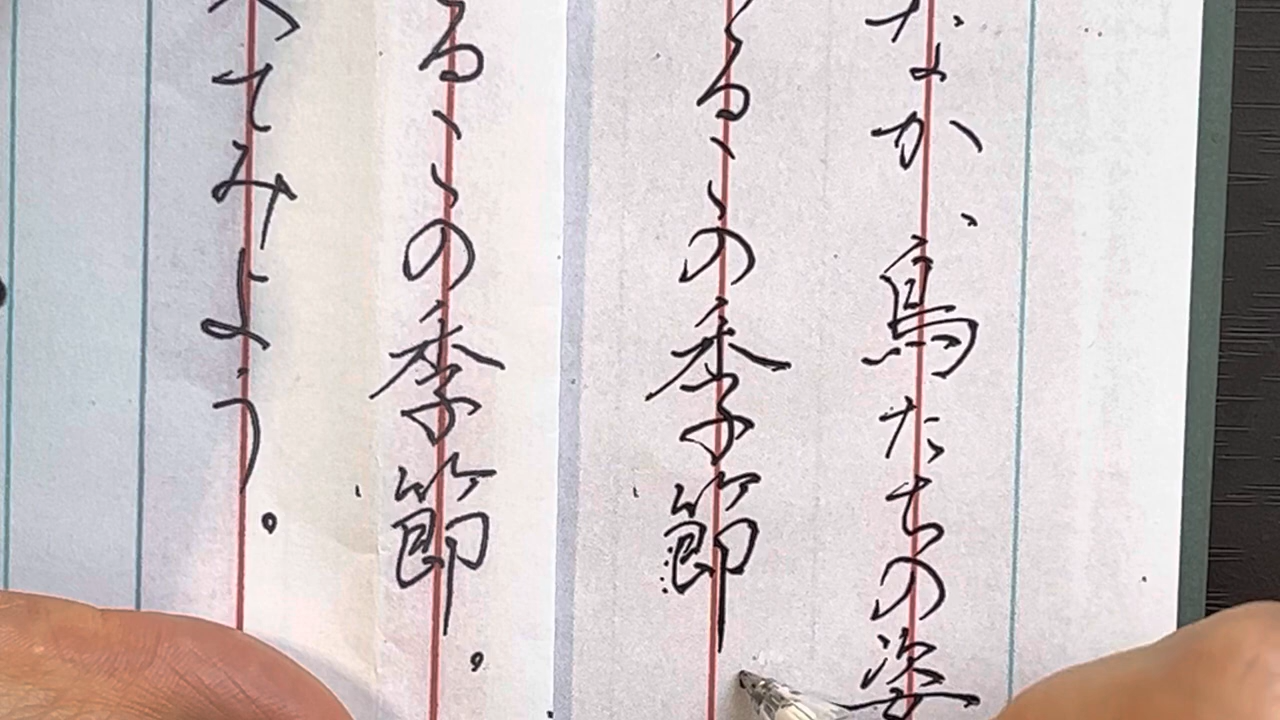 なか、鳥たちの姿
る、この季節
る、この季節。
てみよう。